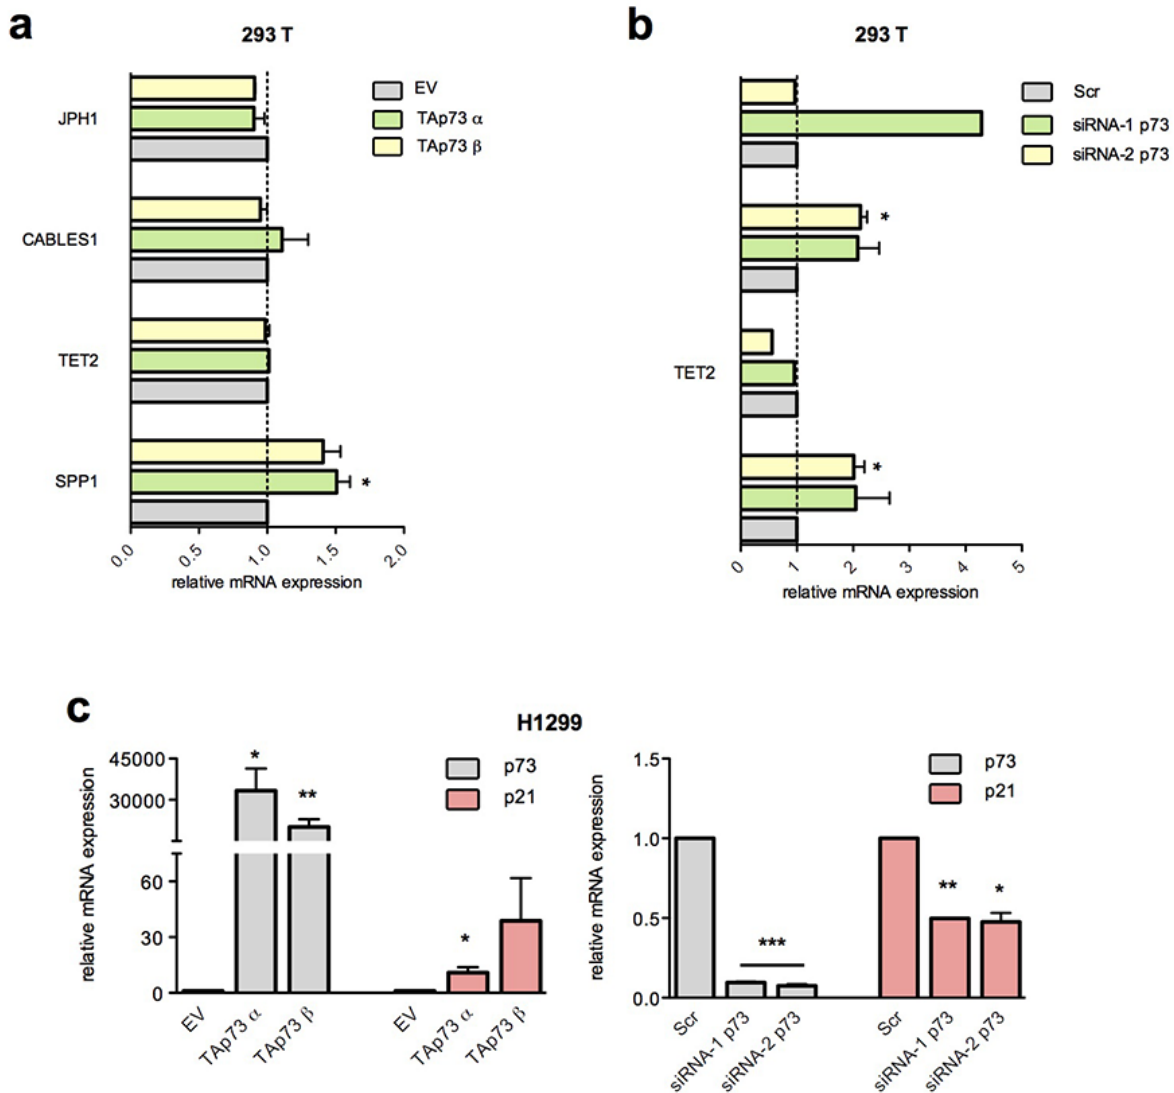 a
293 T
EV
TAp73 α
TAp73 β
JPH1
CABLES1
TET2
SPP1
*
0.0 0.5 1.0 1.5 2.0
relative mRNA expression
b
293 T
Scr
siRNA-1 p73
siRNA-2 p73
*
TET2
*
0 1 2 3 4 5
relative mRNA expression
c
H1299
relative mRNA expression
45000
30000
60
30
0
*
**
*
p73
p21
EV TAp73 α TAp73 β EV TAp73 α TAp73 β
relative mRNA expression
1.5
1.0
0.5
0.0
***
**
*
p73
p21
Scr siRNA-1 p73 siRNA-2 p73 Scr siRNA-1 p73 siRNA-2 p73